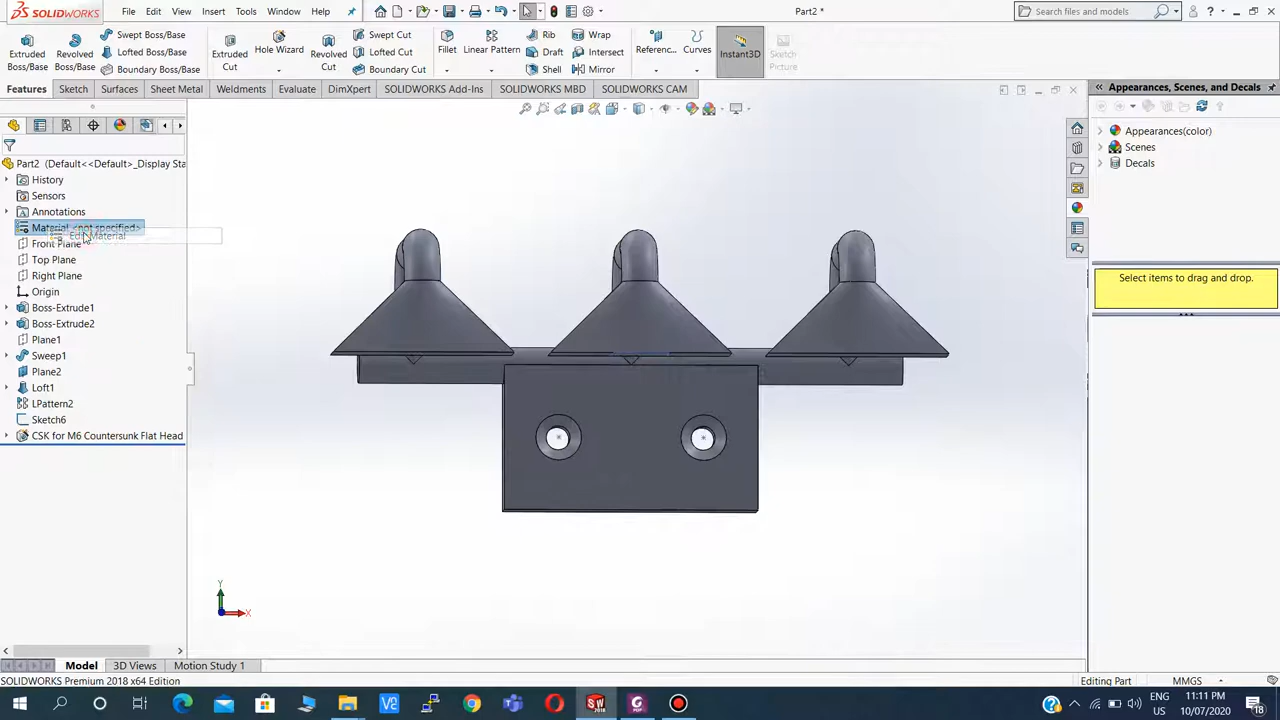 SOLIDWORKS File Edit View Insert Tools Window Help Part2 * Search files and models
Extruded Boss/Base Revolved Boss/Base Swept Boss/Base Lofted Boss/Base Boundary Boss/Base Extruded Cut Hole Wizard Revolved Cut Swept Cut Lofted Cut Boundary Cut Fillet Linear Pattern Rib Draft Shell Wrap Intersect Mirror Referenc... Curves Instant3D Sketch Picture
Features Sketch Surfaces Sheet Metal Weldments Evaluate DimXpert SOLIDWORKS Add-Ins SOLIDWORKS MBD SOLIDWORKS CAM
Appearances, Scenes, and Decals
Appearances(color)
Scenes
Decals
Select items to drag and drop.
Part2 (Default<<Default>_Display Sta
History
Sensors
Annotations
Material <not specified>
Edit Material
Front Plane
Top Plane
Right Plane
Origin
Boss-Extrude1
Boss-Extrude2
Plane1
Sweep1
Plane2
Loft1
LPattern2
Sketch6
CSK for M6 Countersunk Flat Head
Y
X
Model 3D Views Motion Study 1
SOLIDWORKS Premium 2018 x64 Edition Editing Part MMGS
ENG US 11:11 PM 10/07/2020 18